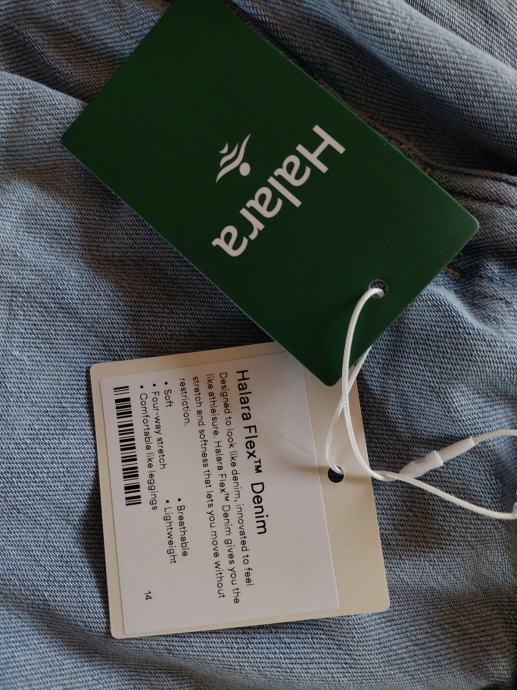 Halara
Halara Flex™ Denim
Designed to look like denim, innovated to feel
like athleisure. Halara Flex™ Denim gives you the
stretch and softness that lets you move without
restriction.
• Soft
• Breathable
• Four-way stretch
• Lightweight
• Comfortable like leggings
14